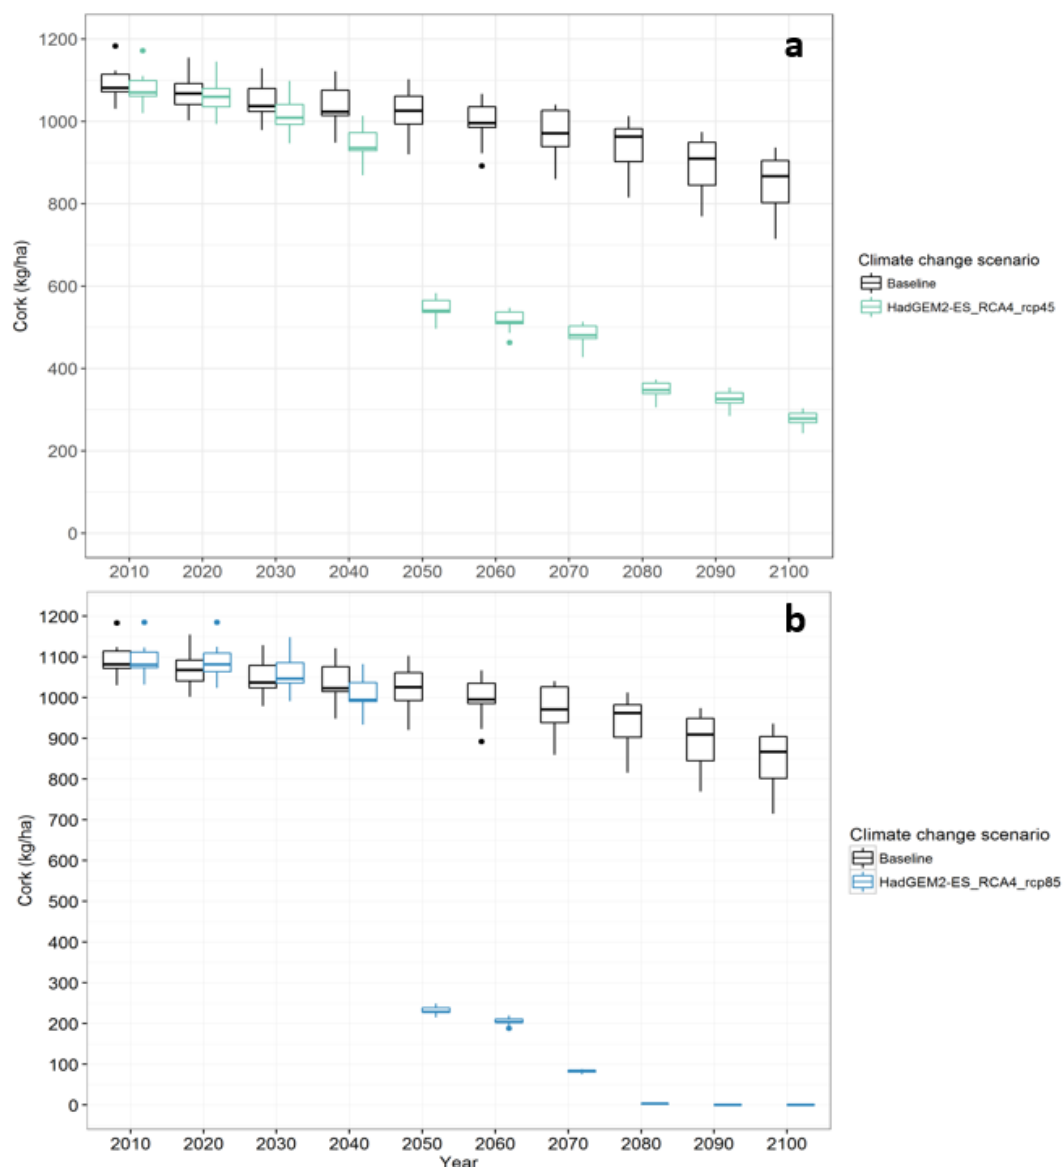 a
1200
1000
800
600
400
200
0
Cork (kg/ha)
2010 2020 2030 2040 2050 2060 2070 2080 2090 2100
Climate change scenario
Baseline
HadGEM2-ES_RCA4_rcp45
b
1200
1100
1000
900
800
700
600
500
400
300
200
100
0
Cork (kg/ha)
2010 2020 2030 2040 2050 2060 2070 2080 2090 2100
Year
Climate change scenario
Baseline
HadGEM2-ES_RCA4_rcp85